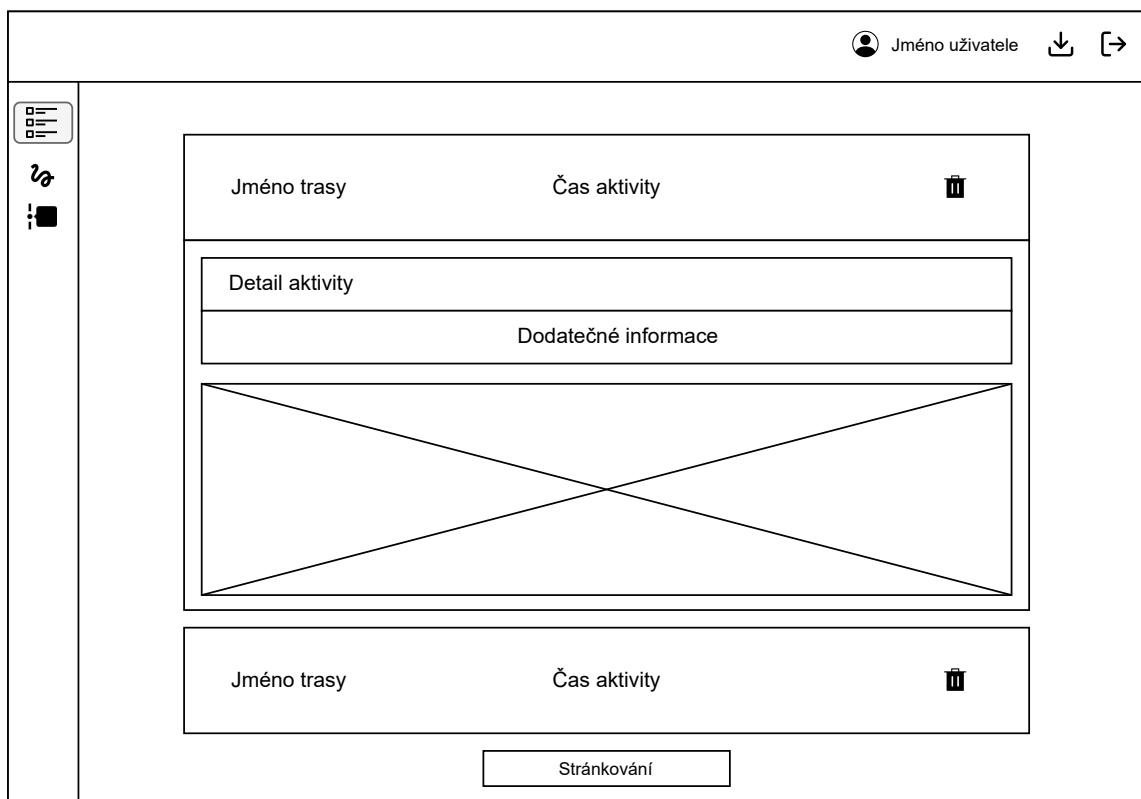 Jméno uživatele
Jméno trasy
Čas aktivity
Detail aktivity
Dodatečné informace
Jméno trasy
Čas aktivity
Stránkování